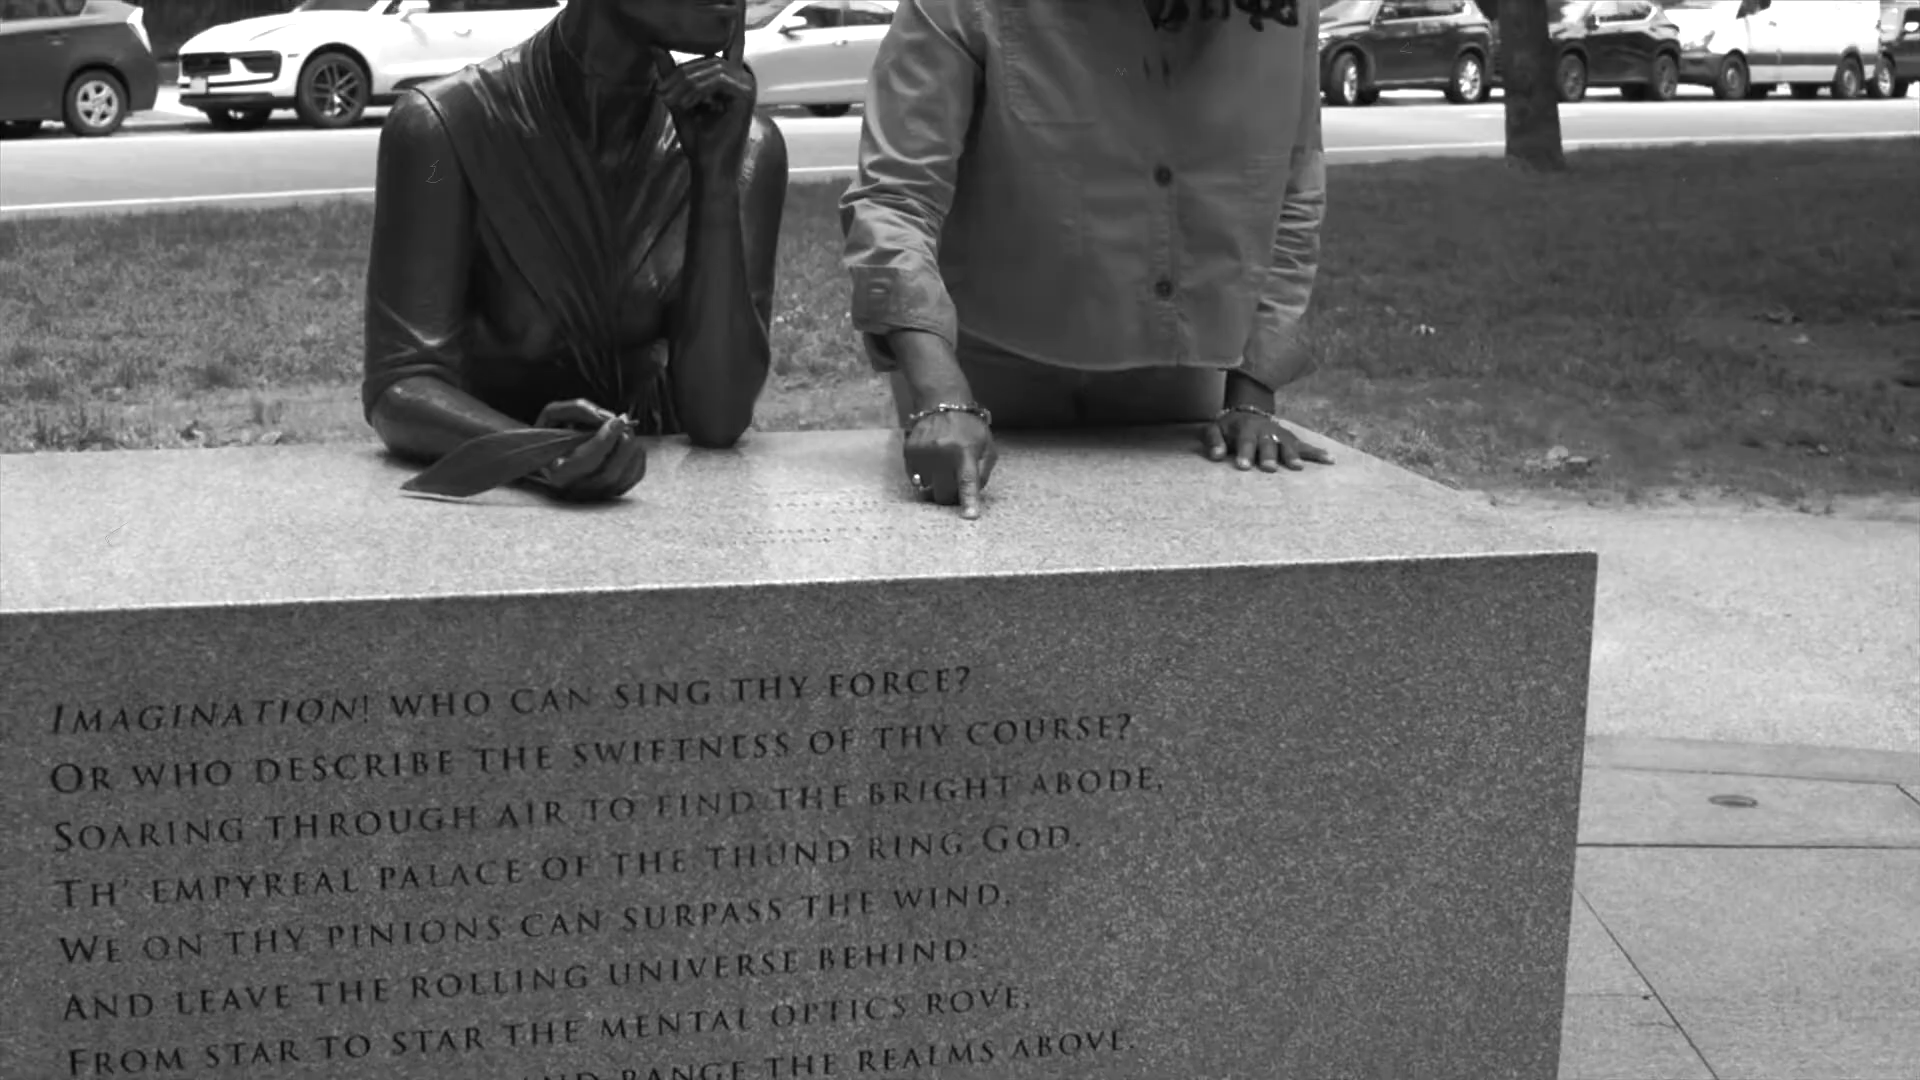 IMAGINATION! WHO CAN SING THY FORCE?
OR WHO DESCRIBE THE SWIFTNESS OF THY COURSE?
SOARING THROUGH AIR TO FIND THE BRIGHT ABODE,
TH' EMPYREAL PALACE OF THE THUND'RING GOD,
WE ON THY PINIONS CAN SURPASS THE WIND,
AND LEAVE THE ROLLING UNIVERSE BEHIND:
FROM STAR TO STAR THE MENTAL OPTICS ROVE,
AND RANGE THE REALMS ABOVE.